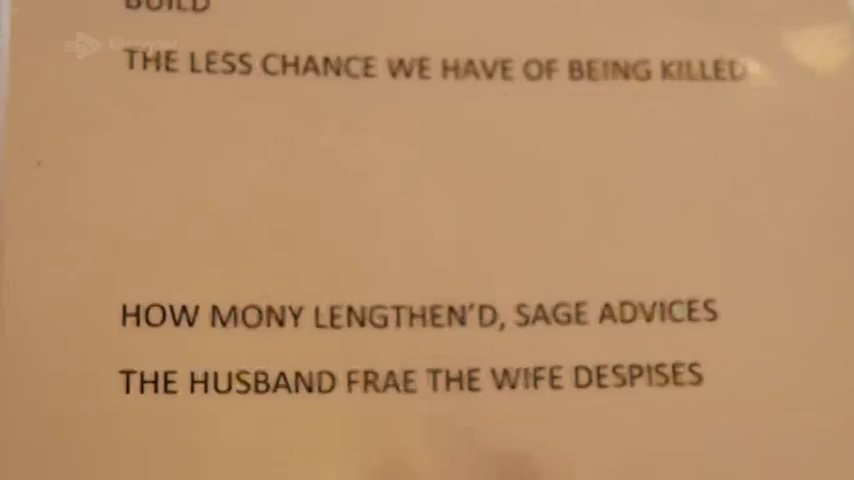 BUILD
THE LESS CHANCE WE HAVE OF BEING KILLED
HOW MONY LENGTHEN'D, SAGE ADVICES
THE HUSBAND FRAE THE WIFE DESPISES